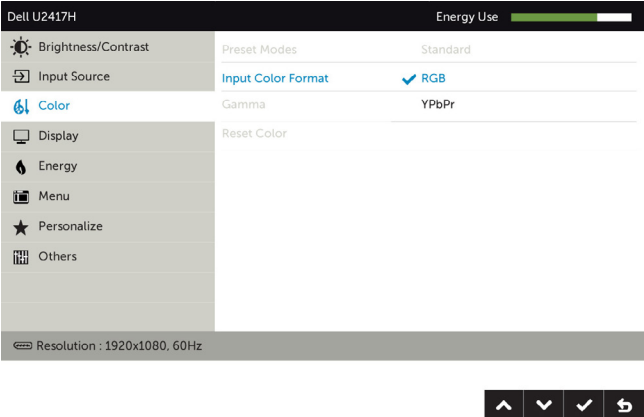 Dell U2417H Energy Use
Brightness/Contrast Preset Modes Standard
Input Source Input Color Format RGB
Color Gamma YPbPr
Display Reset Color
Energy
Menu
Personalize
Others
Resolution : 1920x1080, 60Hz